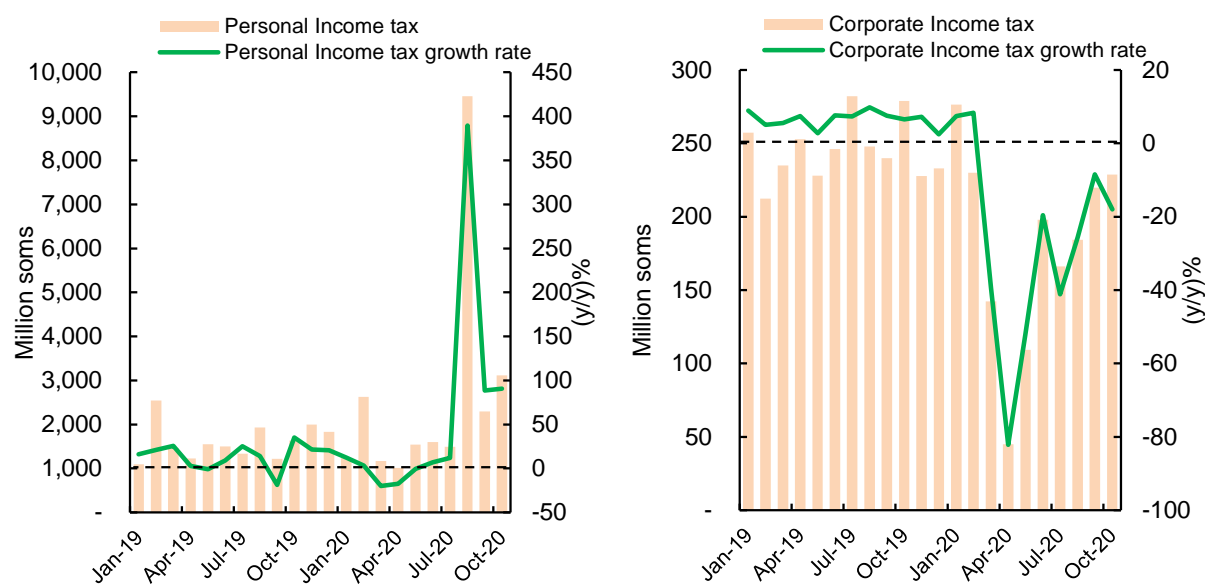 Personal Income tax
Personal Income tax growth rate
10,000
9,000
8,000
7,000
6,000
5,000
4,000
3,000
2,000
1,000
-
Million soms
450
400
350
300
250
200
150
100
50
0
-50
(y/y)%
Jan-19
Apr-19
Jul-19
Oct-19
Jan-20
Apr-20
Jul-20
Oct-20
Corporate Income tax
Corporate Income tax growth rate
300
250
200
150
100
50
-
Million soms
20
0
-20
-40
-60
-80
-100
(y/y)%
Jan-19
Apr-19
Jul-19
Oct-19
Jan-20
Apr-20
Jul-20
Oct-20